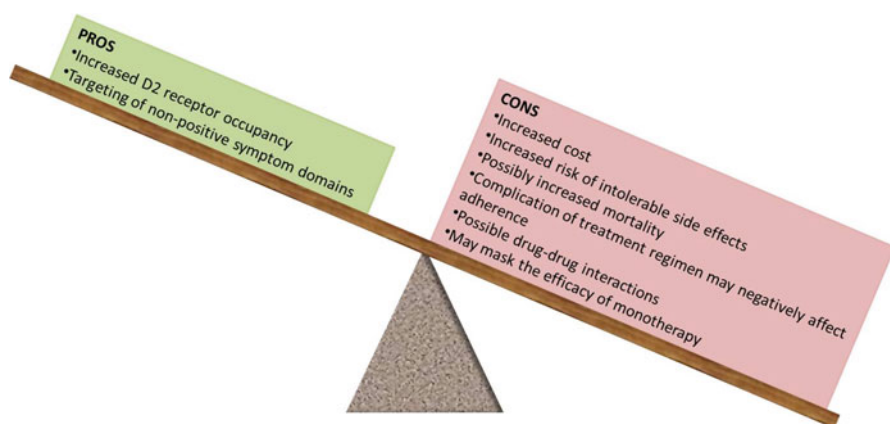 PROS
•Increased D2 receptor occupancy
•Targeting of non-positive symptom domains
CONS
•Increased cost
•Increased risk of intolerable side effects
•Possibly increased mortality
•Complication of treatment regimen may negatively affect
adherence
•Possible drug-drug interactions
•May mask the efficacy of monotherapy